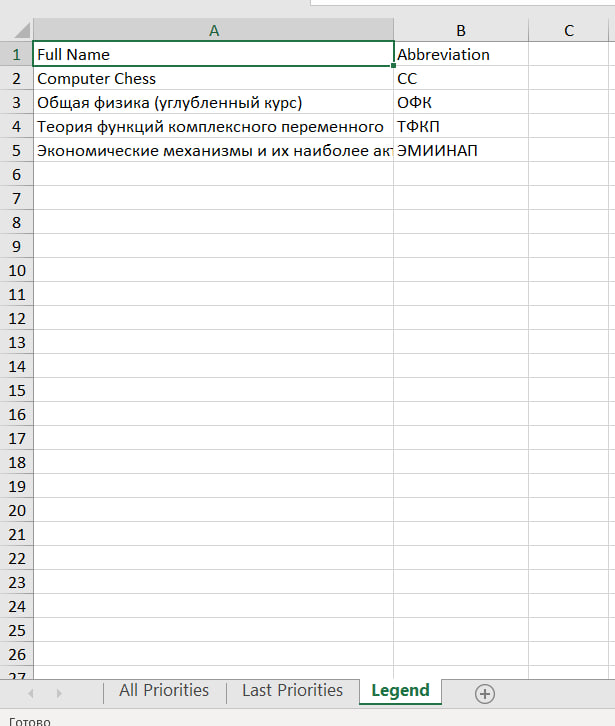 A B C
1 Full Name Abbreviation
2 Computer Chess CC
3 Общая физика (углубленный курс) ОФК
4 Теория функций комплексного переменного ТФКП
5 Экономические механизмы и их наиболее ак ЭМИИНАП
6
7
8
9
10
11
12
13
14
15
16
17
18
19
20
21
22
23
24
25
26
27
All Priorities Last Priorities Legend
Готово